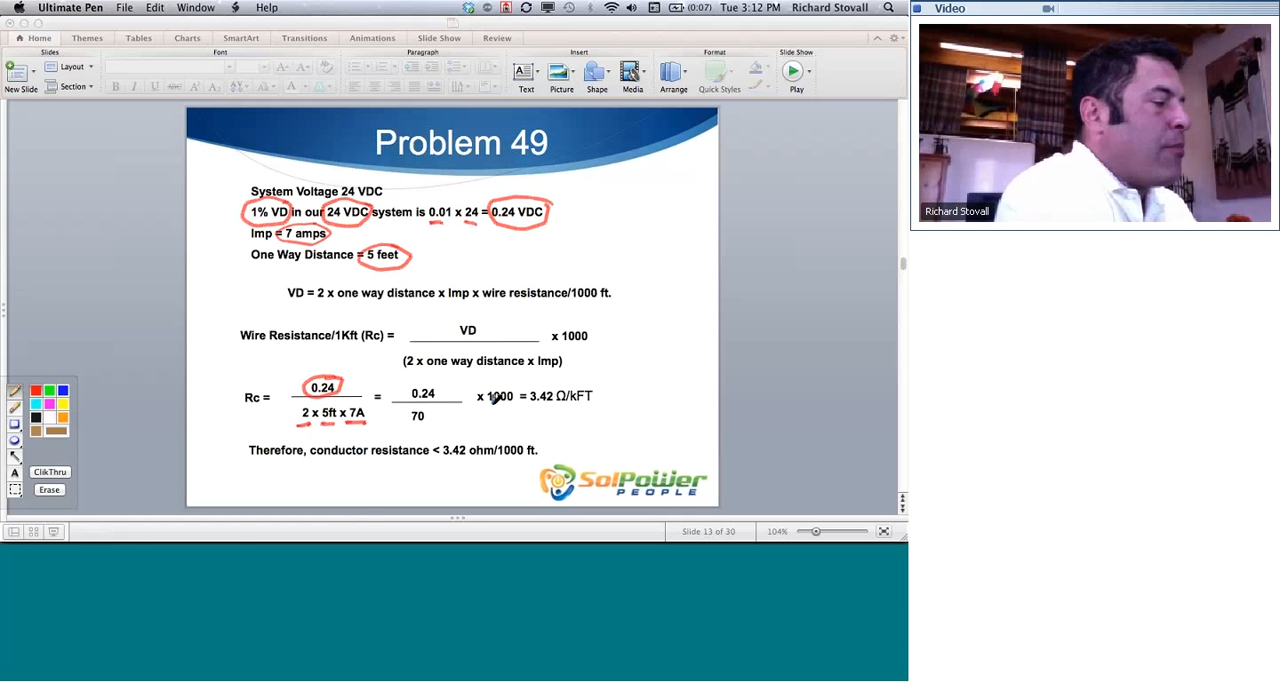 Ultimate Pen File Edit Window Help (0:07) Tue 3:12 PM Richard Stovall
Video
Home Themes Tables Charts SmartArt Transitions Animations Slide Show Review
Slides Font Paragraph Insert Format Slide Show
Layout
Section
New Slide Text Picture Shape Media Arrange Quick Styles Play
Problem 49
System Voltage 24 VDC
1% VD in our 24 VDC system is 0.01 x 24 = 0.24 VDC
Imp = 7 amps
One Way Distance = 5 feet
VD = 2 x one way distance x Imp x wire resistance/1000 ft.
VD
Wire Resistance/1Kft (Rc) = x 1000
(2 x one way distance x Imp)
0.24 0.24
Rc = = x 1000 = 3.42 Ω/kFT
2 x 5ft x 7A 70
Therefore, conductor resistance < 3.42 ohm/1000 ft.
SolPower
PEOPLE
A
ClikThru
Erase
Slide 13 of 30 104%
Richard Stovall